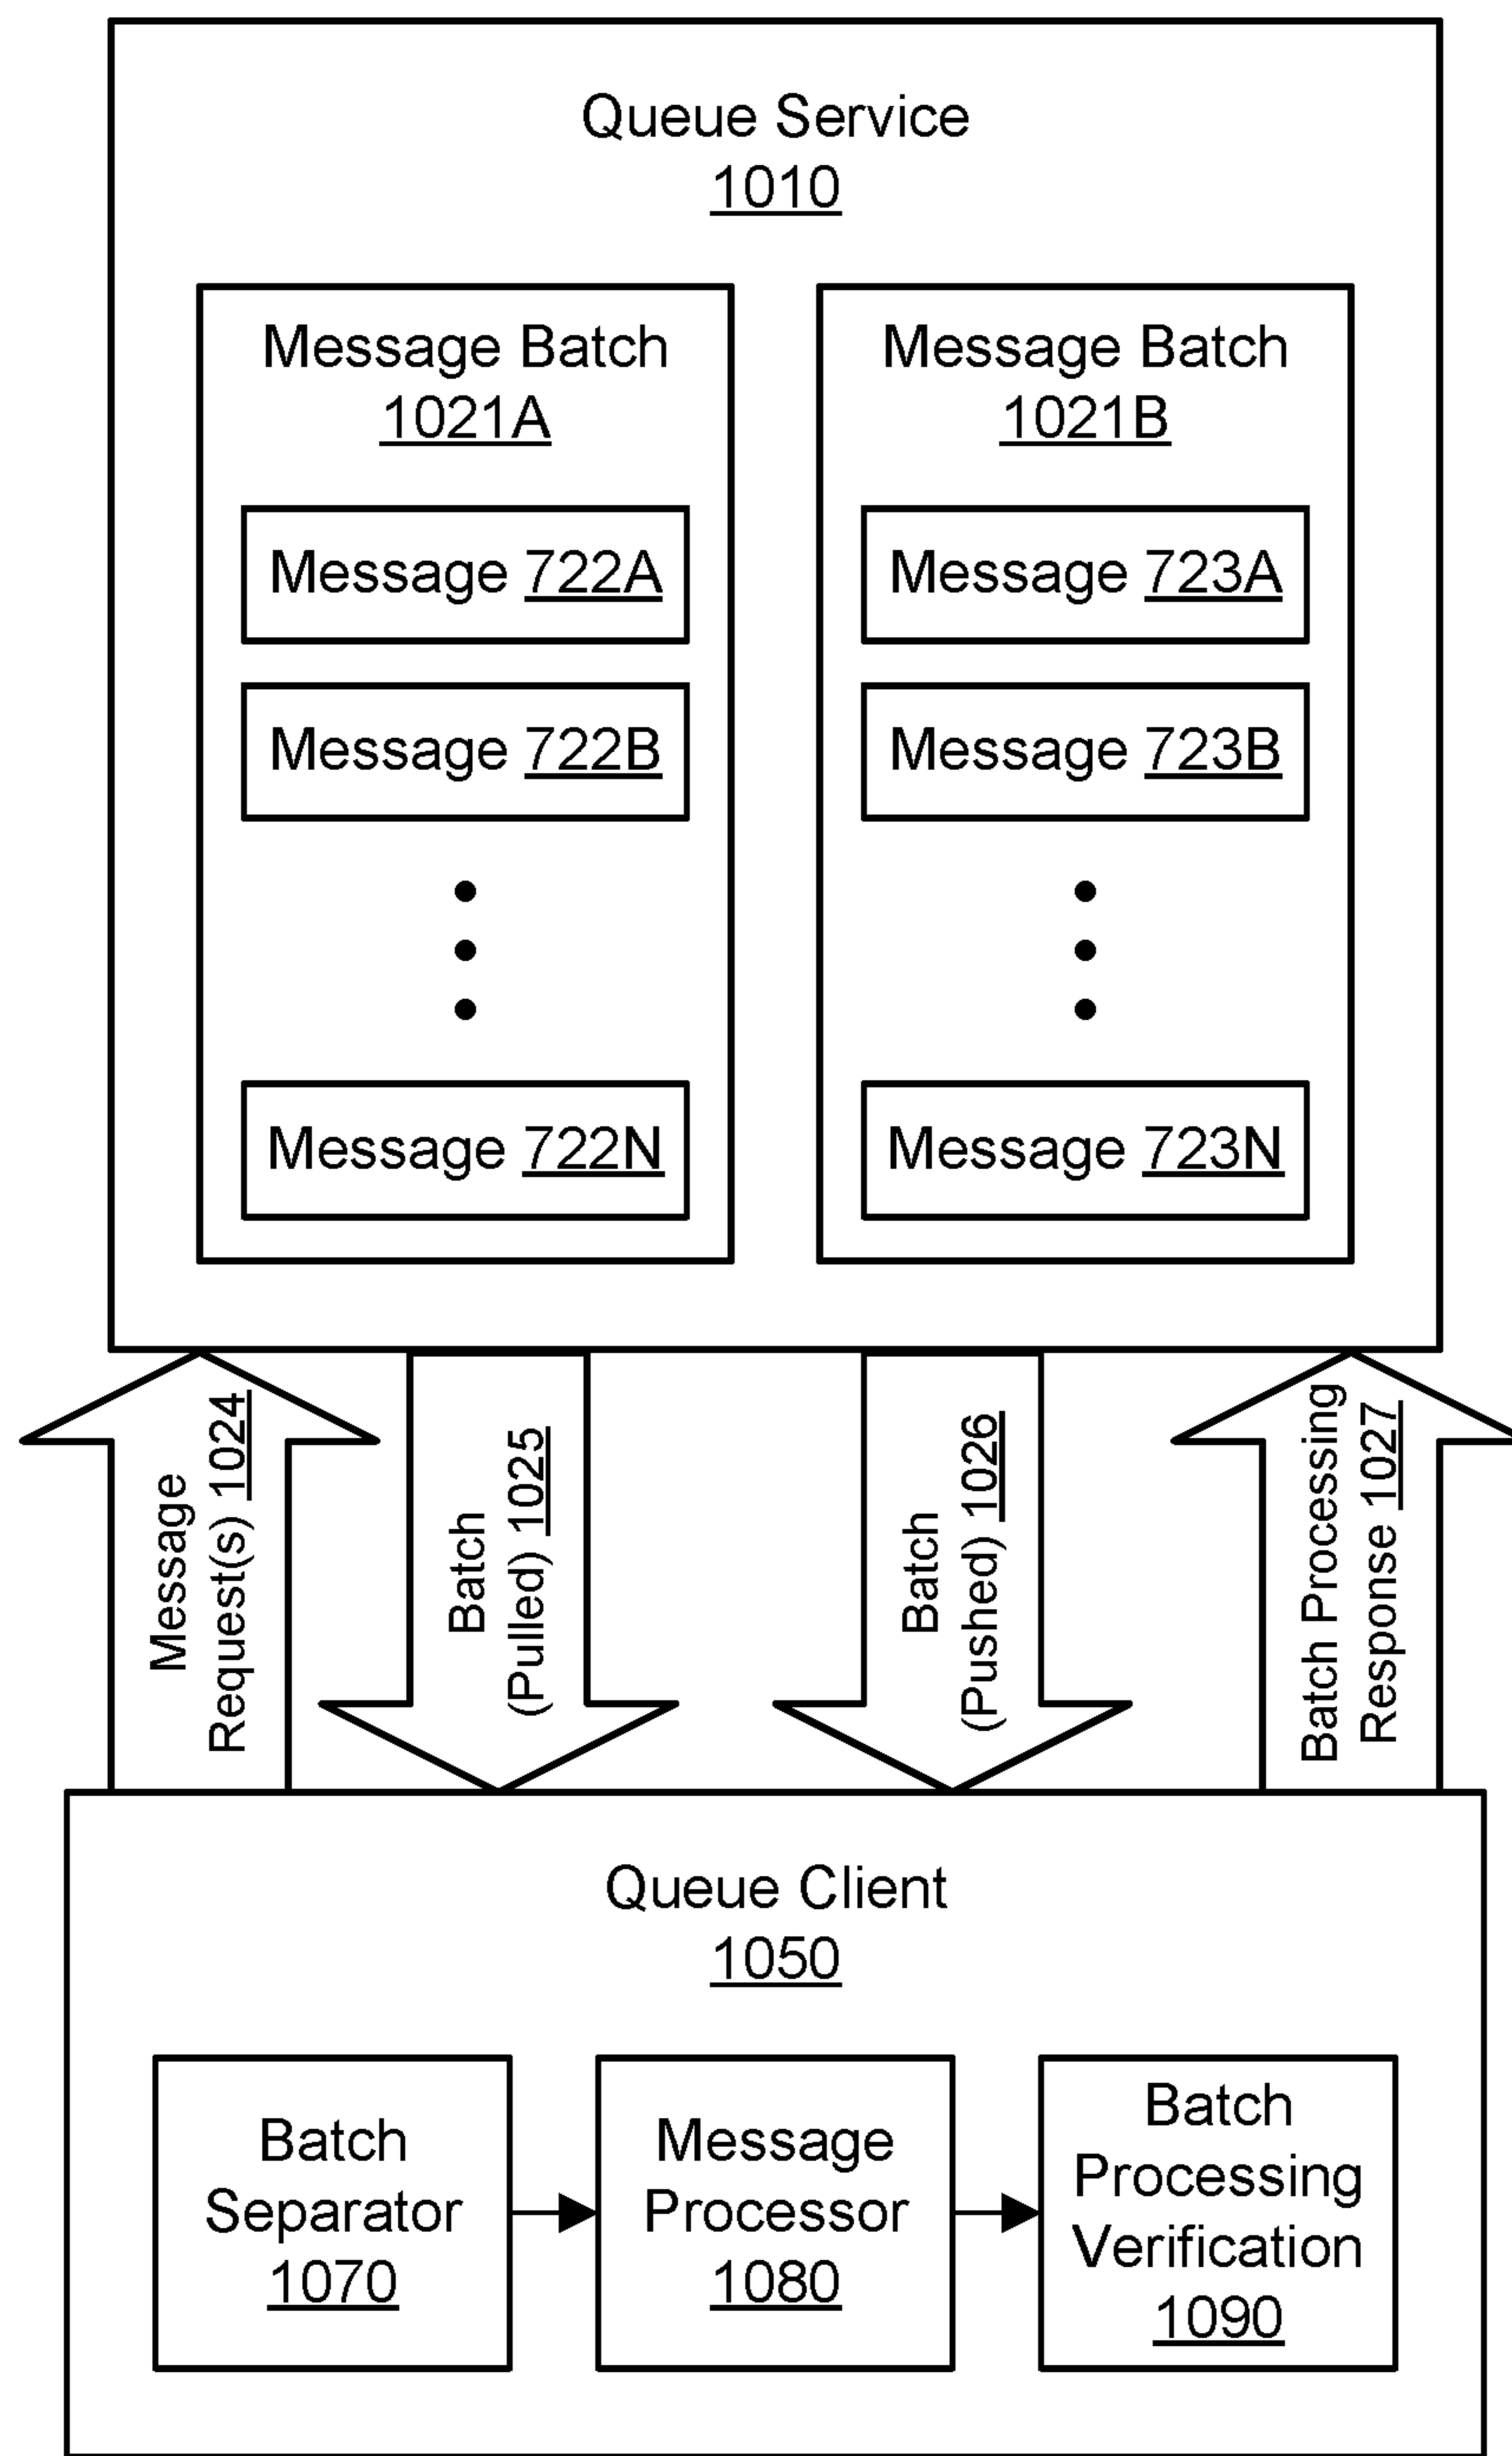 Queue Service
1010
Message Batch
1021A
Message 722A
Message 722B
Message 722N
Message Batch
1021B
Message 723A
Message 723B
Message 723N
Message
Request(s) 1024
Batch
(Pulled) 1025
Batch
(Pushed) 1026
Batch Processing
Response 1027
Queue Client
1050
Batch
Separator
1070
Message
Processor
1080
Batch
Processing
Verification
1090